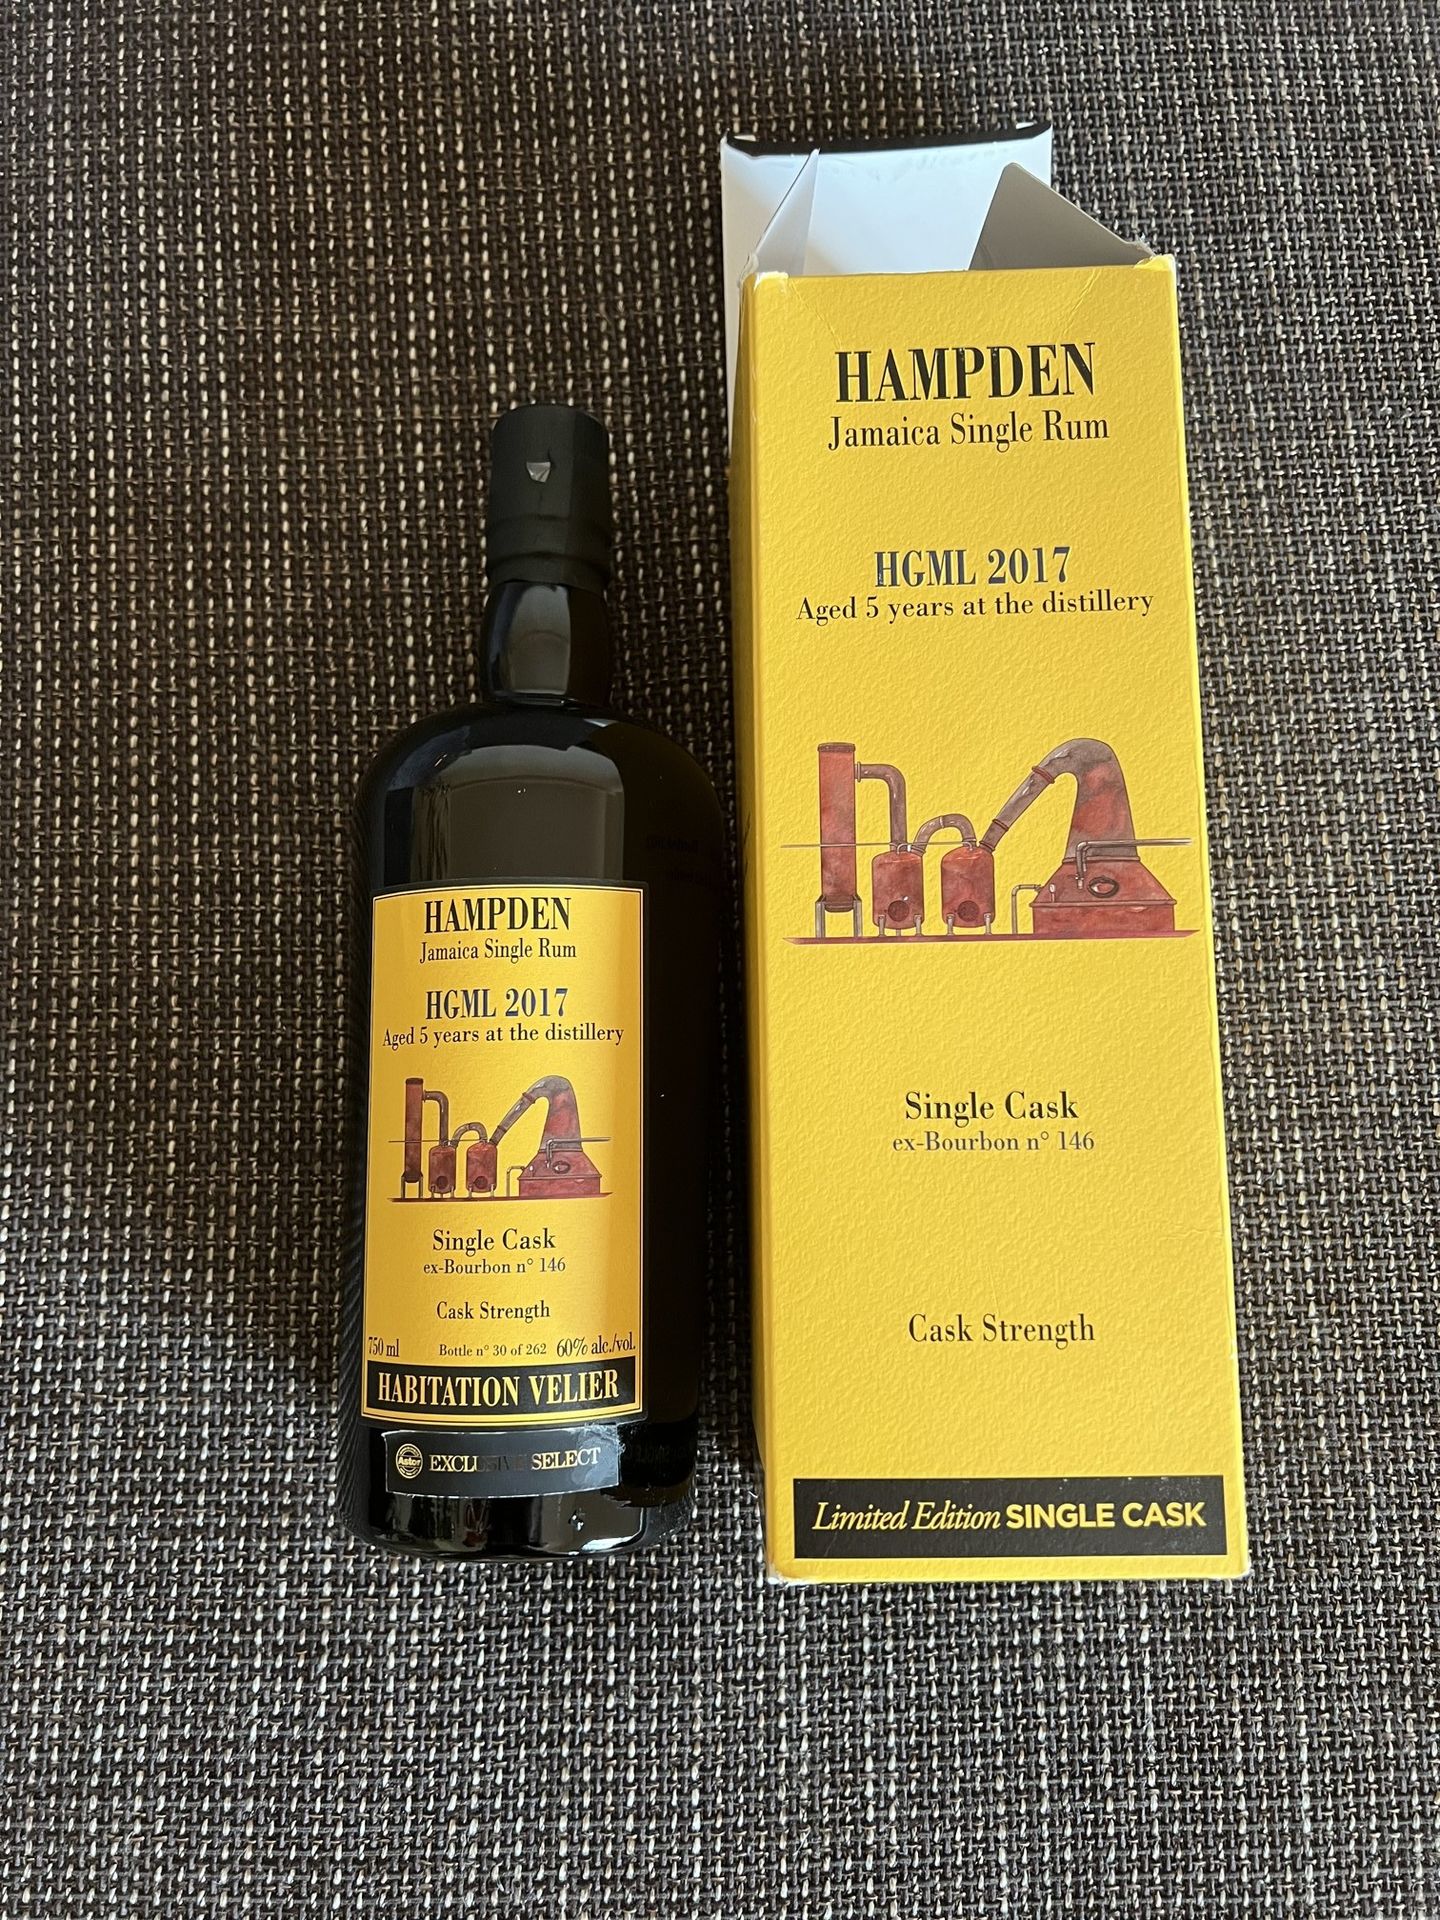 HAMPDEN
Jamaica Single Rum
HGML 2017
Aged 5 years at the distillery
Single Cask
ex-Bourbon n° 146
Cask Strength
750 ml Bottle n° 30 of 262 60% alc./vol.
HABITATION VELIER
Astor EXCLUSIVE SELECT
HAMPDEN
Jamaica Single Rum
HGML 2017
Aged 5 years at the distillery
Single Cask
ex-Bourbon n° 146
Cask Strength
Limited Edition SINGLE CASK